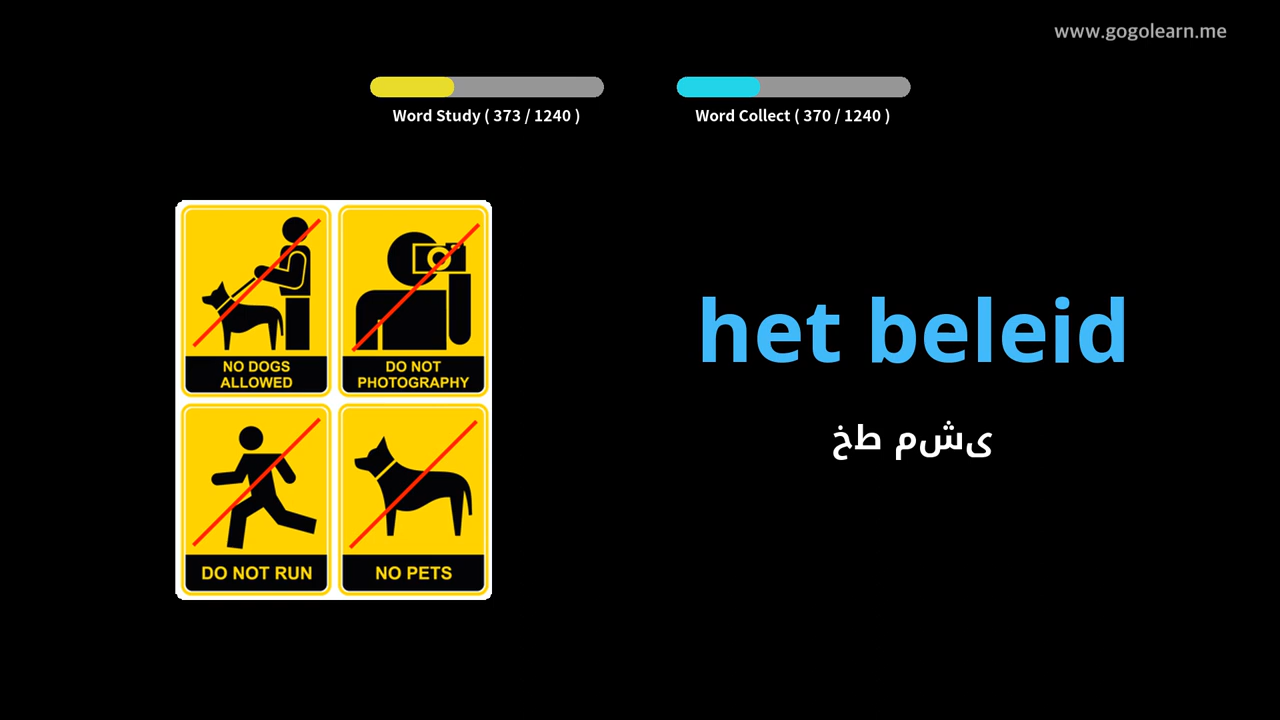 www.gogolearn.me
Word Study ( 373 / 1240 )
Word Collect ( 370 / 1240 )
NO DOGS
ALLOWED
DO NOT
PHOTOGRAPHY
DO NOT RUN
NO PETS
het beleid
خط مشی